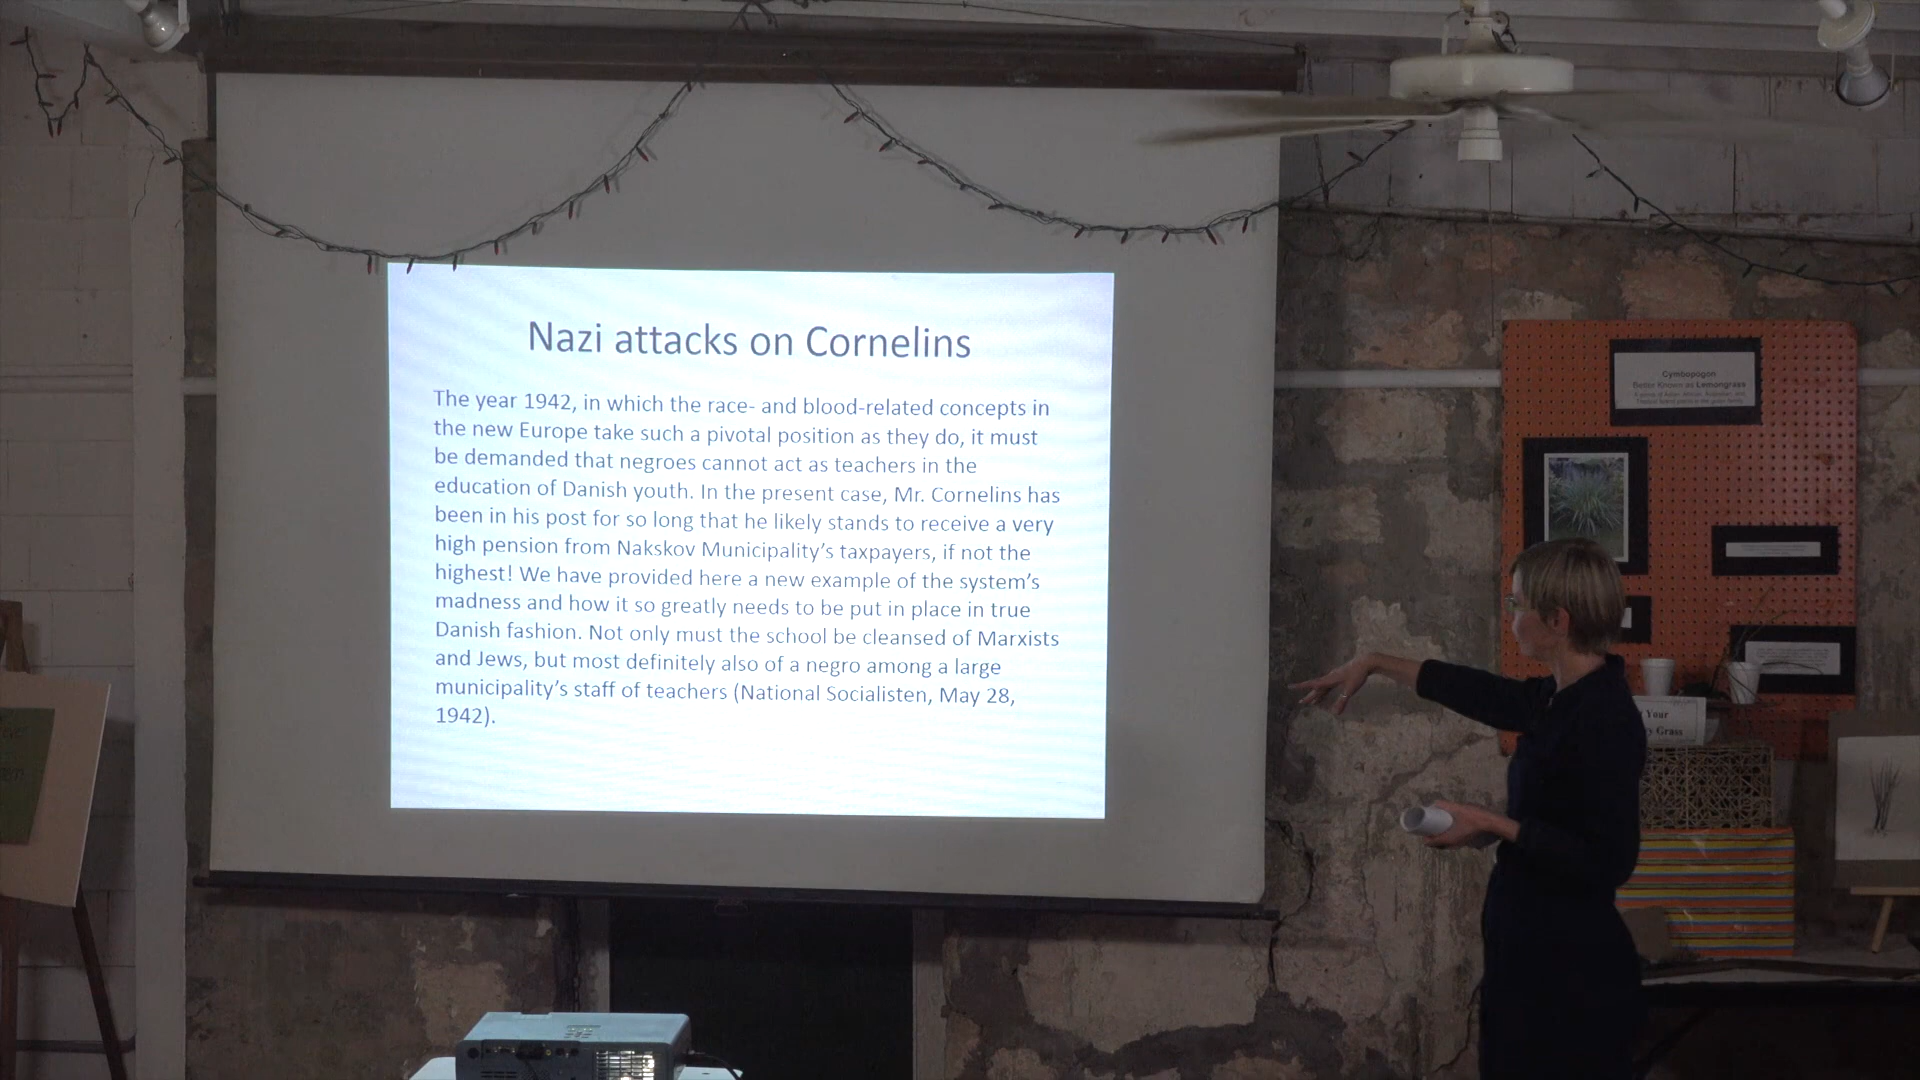 Nazi attacks on Cornelins
The year 1942, in which the race- and blood-related concepts in
the new Europe take such a pivotal position as they do, it must
be demanded that negroes cannot act as teachers in the
education of Danish youth. In the present case, Mr. Cornelins has
been in his post for so long that he likely stands to receive a very
high pension from Nakskov Municipality's taxpayers, if not the
highest! We have provided here a new example of the system's
madness and how it so greatly needs to be put in place in true
Danish fashion. Not only must the school be cleansed of Marxists
and Jews, but most definitely also of a negro among a large
municipality's staff of teachers (National Socialisten, May 28,
1942).
Cymbopogon
Better Known as Lemongrass
Your
Grass